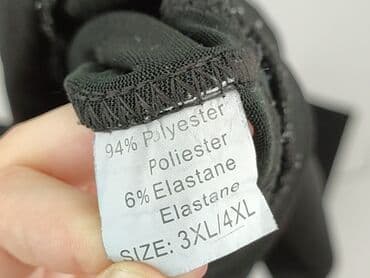 94% Polyester
Poliester
6% Elastane
Elastane
SIZE: 3XL/4XL